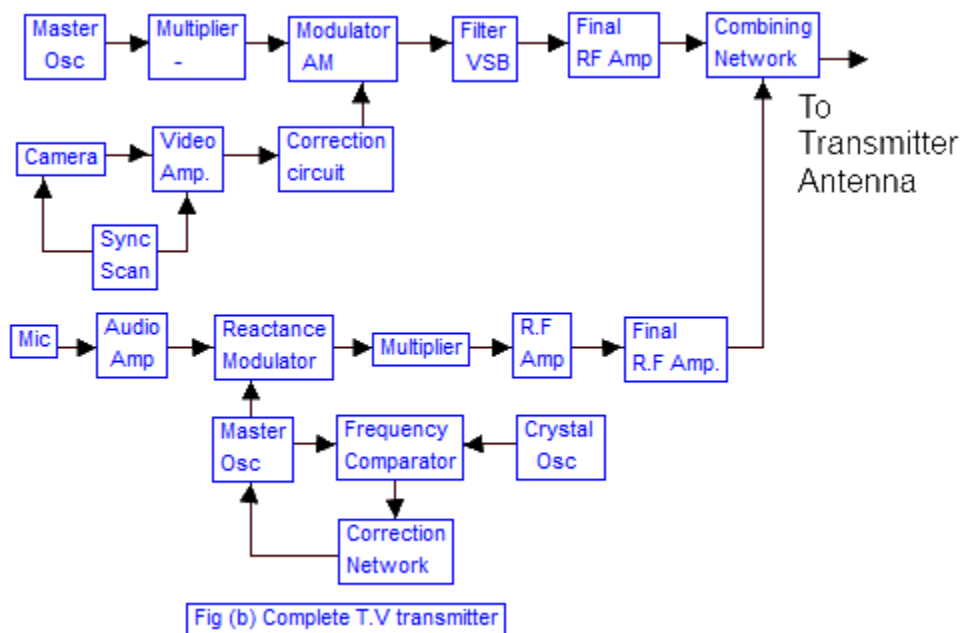 Master
Osc
Multiplier
-
Modulator
AM
Filter
VSB
Final
RF Amp
Combining
Network
To
Transmitter
Antenna
Camera
Video
Amp.
Correction
circuit
Sync
Scan
Mic
Audio
Amp
Reactance
Modulator
Multiplier
R.F
Amp
Final
R.F Amp.
Master
Osc
Frequency
Comparator
Crystal
Osc
Correction
Network
Fig (b) Complete T.V transmitter